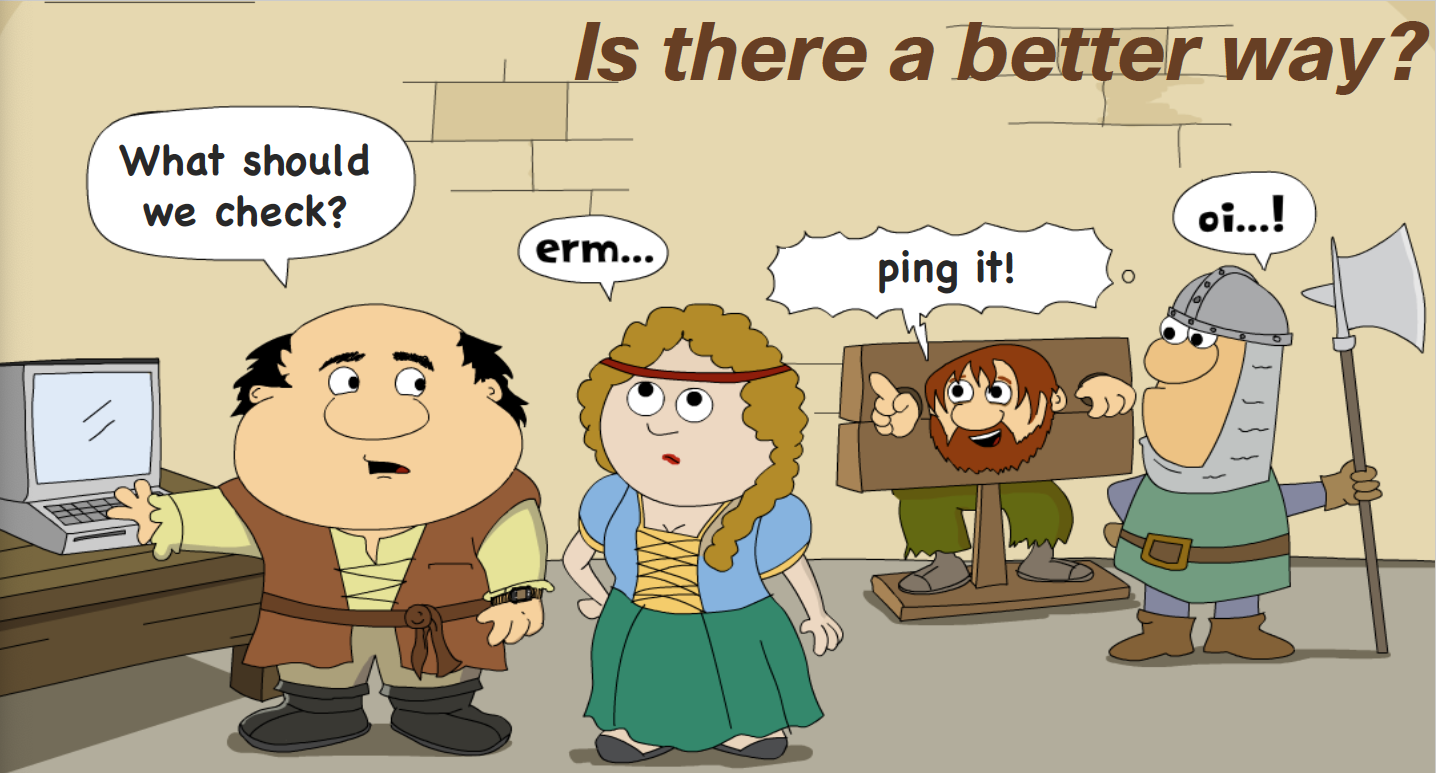 Is there a better way?
What should
we check?
erm...
ping it!
oi...!